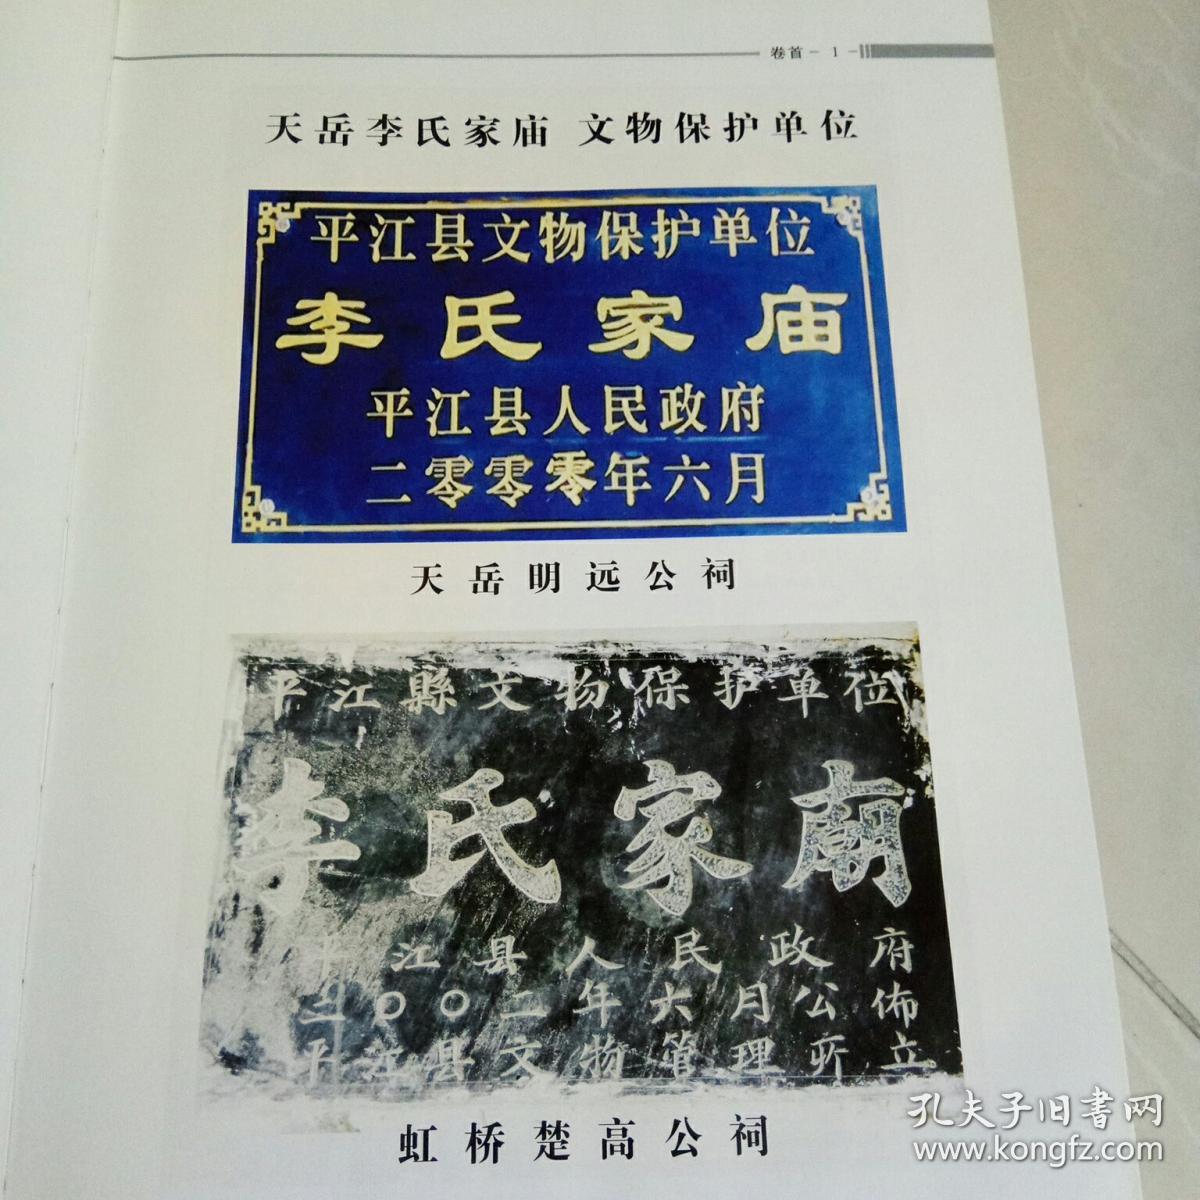 卷首－1－
天岳李氏家庙 文物保护单位
平江县文物保护单位
李氏家庙
平江县人民政府
二零零零年六月
天岳明远公祠
平江縣文物保护单位
李氏家廟
平江县人民政府
二〇〇二年六月公佈
平江县文物管理所立
虹桥楚高公祠
孔夫子旧书网
www.kongfz.com